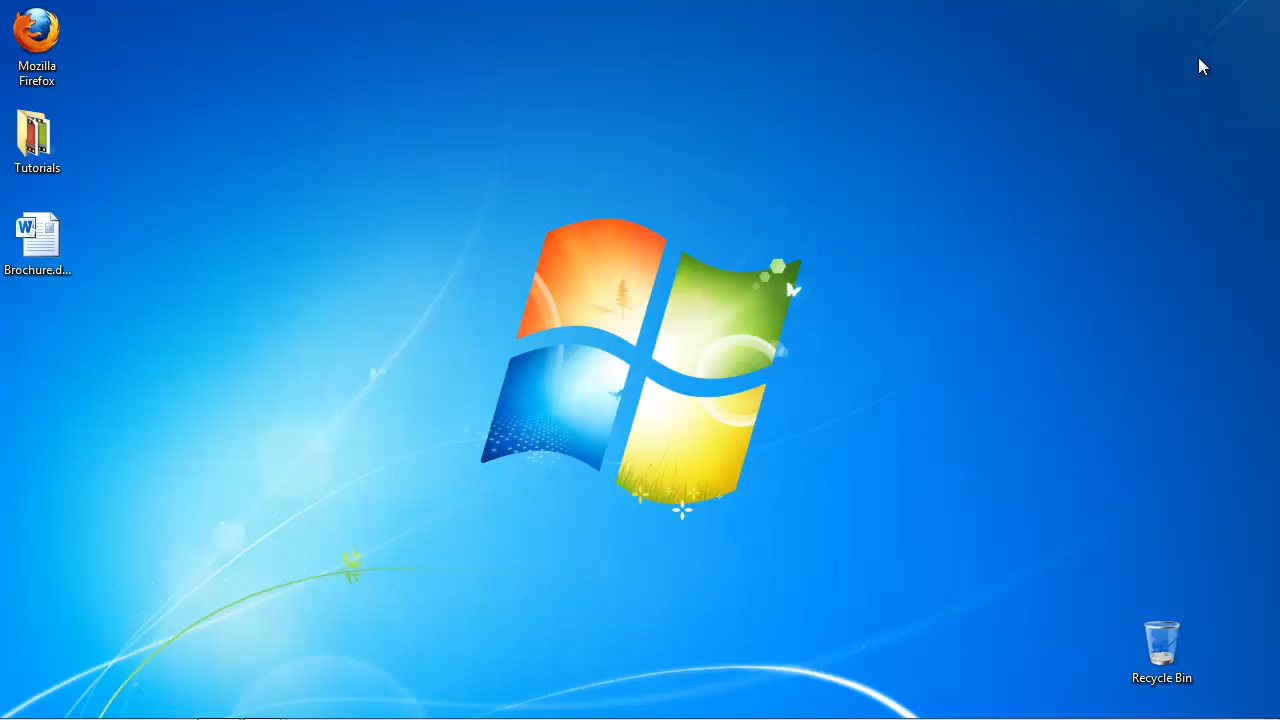 Mozilla
Firefox
Tutorials
W
Brochure.d...
Recycle Bin